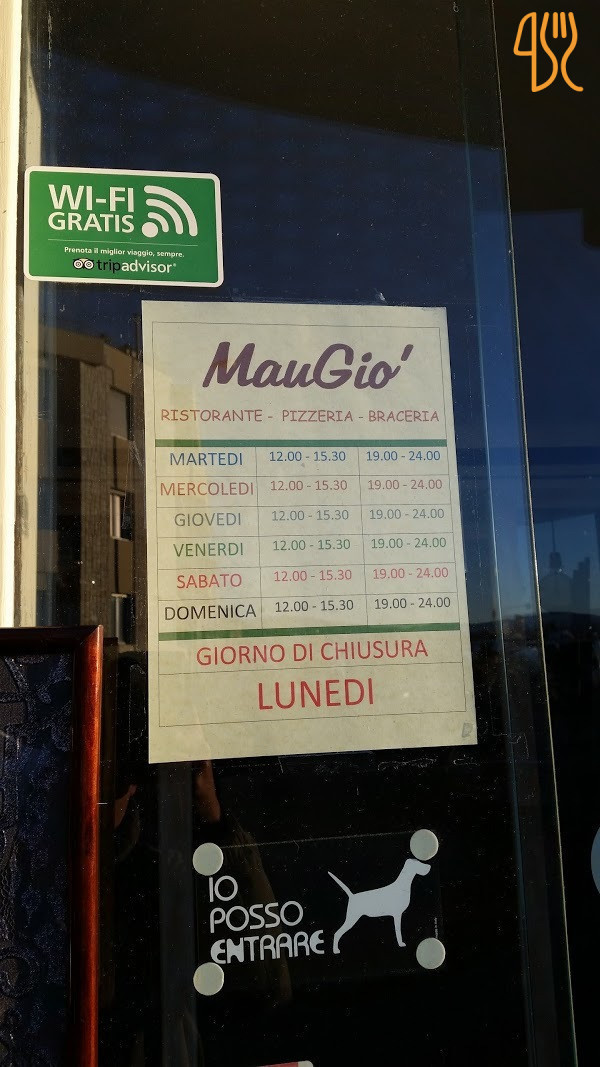 WI-FI
GRATIS
Prenota il miglior viaggio, sempre.
tripadvisor®
MauGio'
RISTORANTE - PIZZERIA - BRACERIA
MARTEDI 12.00 - 15.30 19.00 - 24.00
MERCOLEDI 12.00 - 15.30 19.00 - 24.00
GIOVEDI 12.00 - 15.30 19.00 - 24.00
VENERDI 12.00 - 15.30 19.00 - 24.00
SABATO 12.00 - 15.30 19.00 - 24.00
DOMENICA 12.00 - 15.30 19.00 - 24.00
GIORNO DI CHIUSURA
LUNEDI
IO
POSSO
ENTRARE